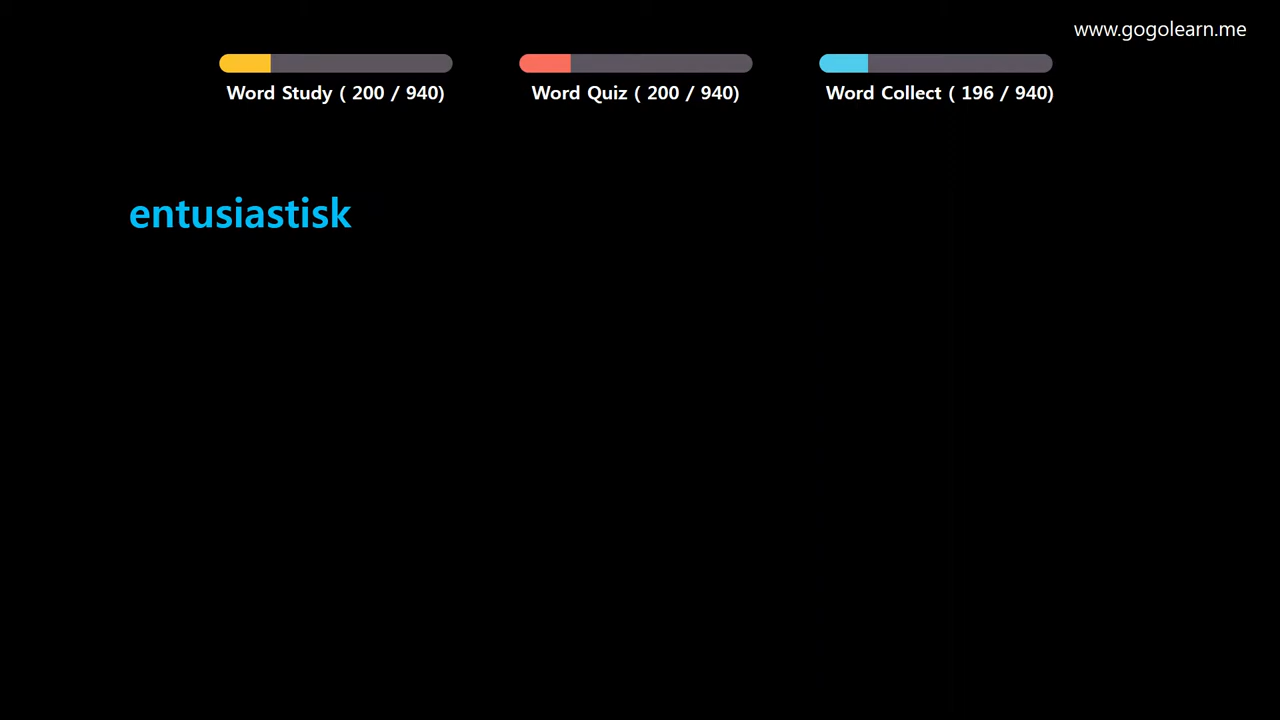 www.gogolearn.me
Word Study ( 200 / 940)
Word Quiz ( 200 / 940)
Word Collect ( 196 / 940)
entusiastisk